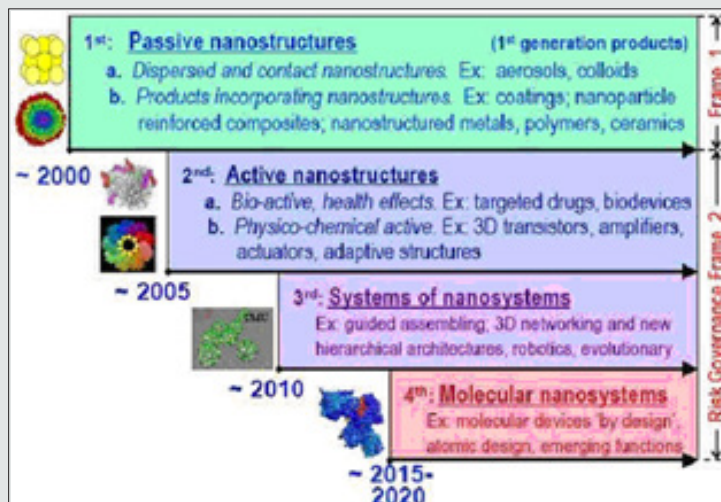 1st: Passive nanostructures (1st generation products)
a. Dispersed and contact nanostructures. Ex: aerosols, colloids
b. Products incorporating nanostructures. Ex: coatings; nanoparticle
reinforced composites; nanostructured metals, polymers, ceramics
~ 2000
2nd: Active nanostructures
a. Bio-active, health effects. Ex: targeted drugs, biodevices
b. Physico-chemical active. Ex: 3D transistors, amplifiers,
actuators, adaptive structures
~ 2005
3rd: Systems of nanosystems
Ex: guided assembling; 3D networking and new
hierarchical architectures, robotics, evolutionary
~ 2010
4th: Molecular nanosystems
Ex: molecular devices 'by design',
atomic design, emerging functions
~ 2015-
2020
Frame 1
Risk Governance Frame 2